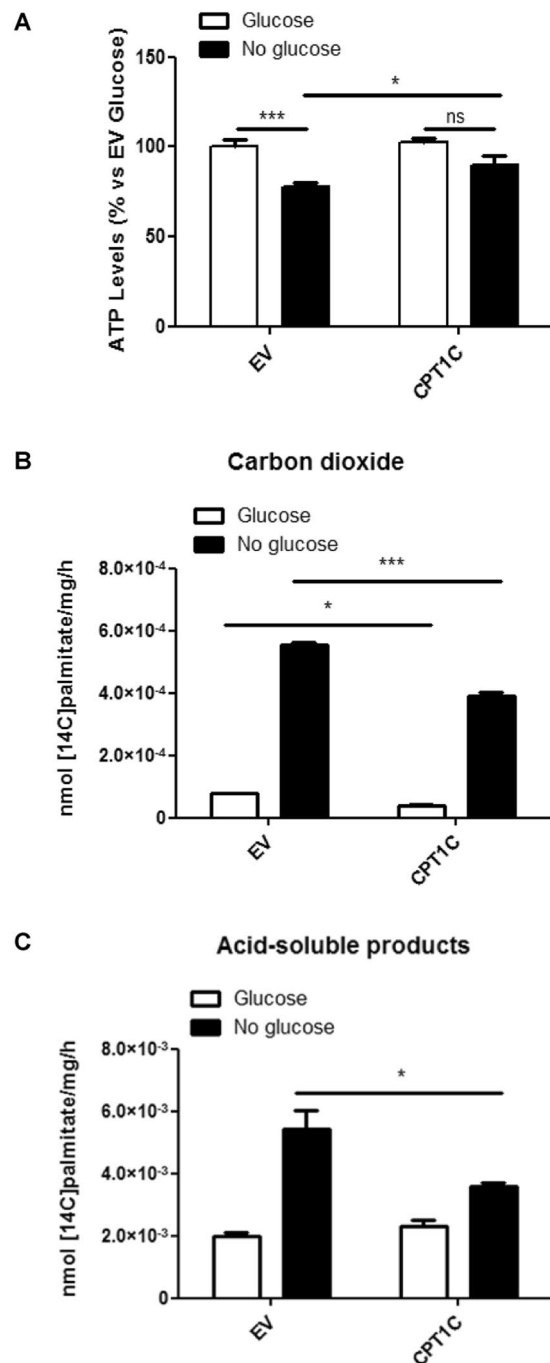 A
Glucose
No glucose
ATP Levels (% vs EV Glucose)
150
100
50
0
***
*
ns
EV
CPT1C
B
Carbon dioxide
Glucose
No glucose
nmol [14C]palmitate/mg/h
8.0×10⁻⁴
6.0×10⁻⁴
4.0×10⁻⁴
2.0×10⁻⁴
0
***
*
EV
CPT1C
C
Acid-soluble products
Glucose
No glucose
nmol [14C]palmitate/mg/h
8.0×10⁻³
6.0×10⁻³
4.0×10⁻³
2.0×10⁻³
0
*
EV
CPT1C